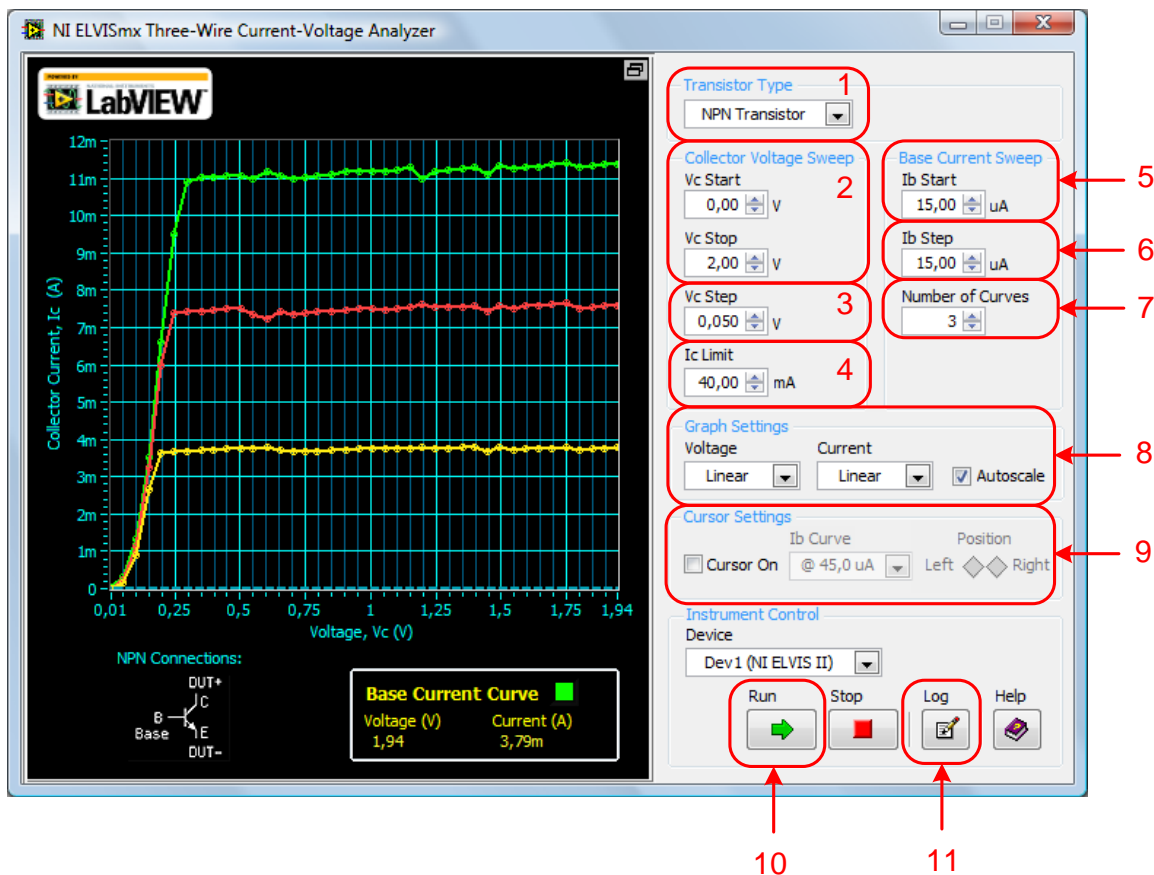 NI ELVISmx Three-Wire Current-Voltage Analyzer
POWERED BY
NATIONAL INSTRUMENTS
LabVIEW
12m
11m
10m
9m
8m
7m
6m
5m
4m
3m
2m
1m
0
Collector Current, Ic (A)
0,01 0,25 0,5 0,75 1 1,25 1,5 1,75 1,94
Voltage, Vc (V)
NPN Connections:
DUT+
C
B
Base
E
DUT-
Base Current Curve
Voltage (V) Current (A)
1,94 3,79m
Transistor Type 1
NPN Transistor
Collector Voltage Sweep
Vc Start 2
0,00 V
Vc Stop
2,00 V
Vc Step 3
0,050 V
Ic Limit 4
40,00 mA
Base Current Sweep
Ib Start 5
15,00 uA
Ib Step 6
15,00 uA
Number of Curves 7
3
Graph Settings
Voltage Current 8
Linear Linear Autoscale
Cursor Settings
Ib Curve Position 9
Cursor On @ 45,0 uA Left Right
Instrument Control
Device
Dev1 (NI ELVIS II)
Run Stop Log Help
10 11